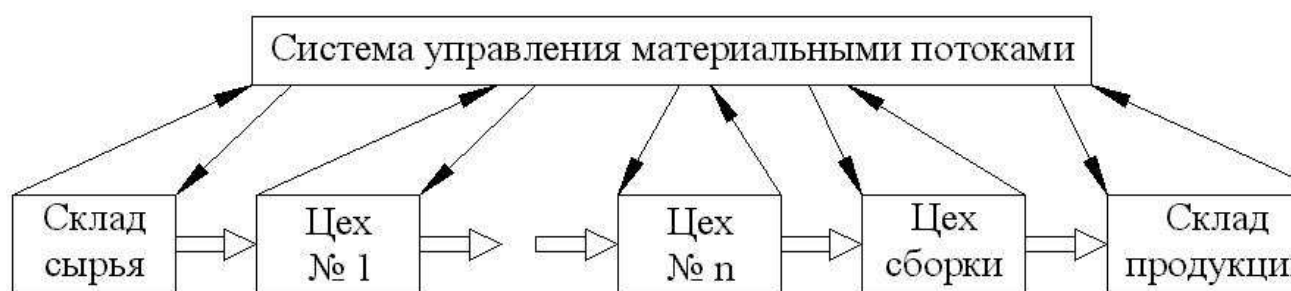 Система управления материальными потоками
Склад
сырья
Цех
№ 1
Цех
№ n
Цех
сборки
Склад
продукци